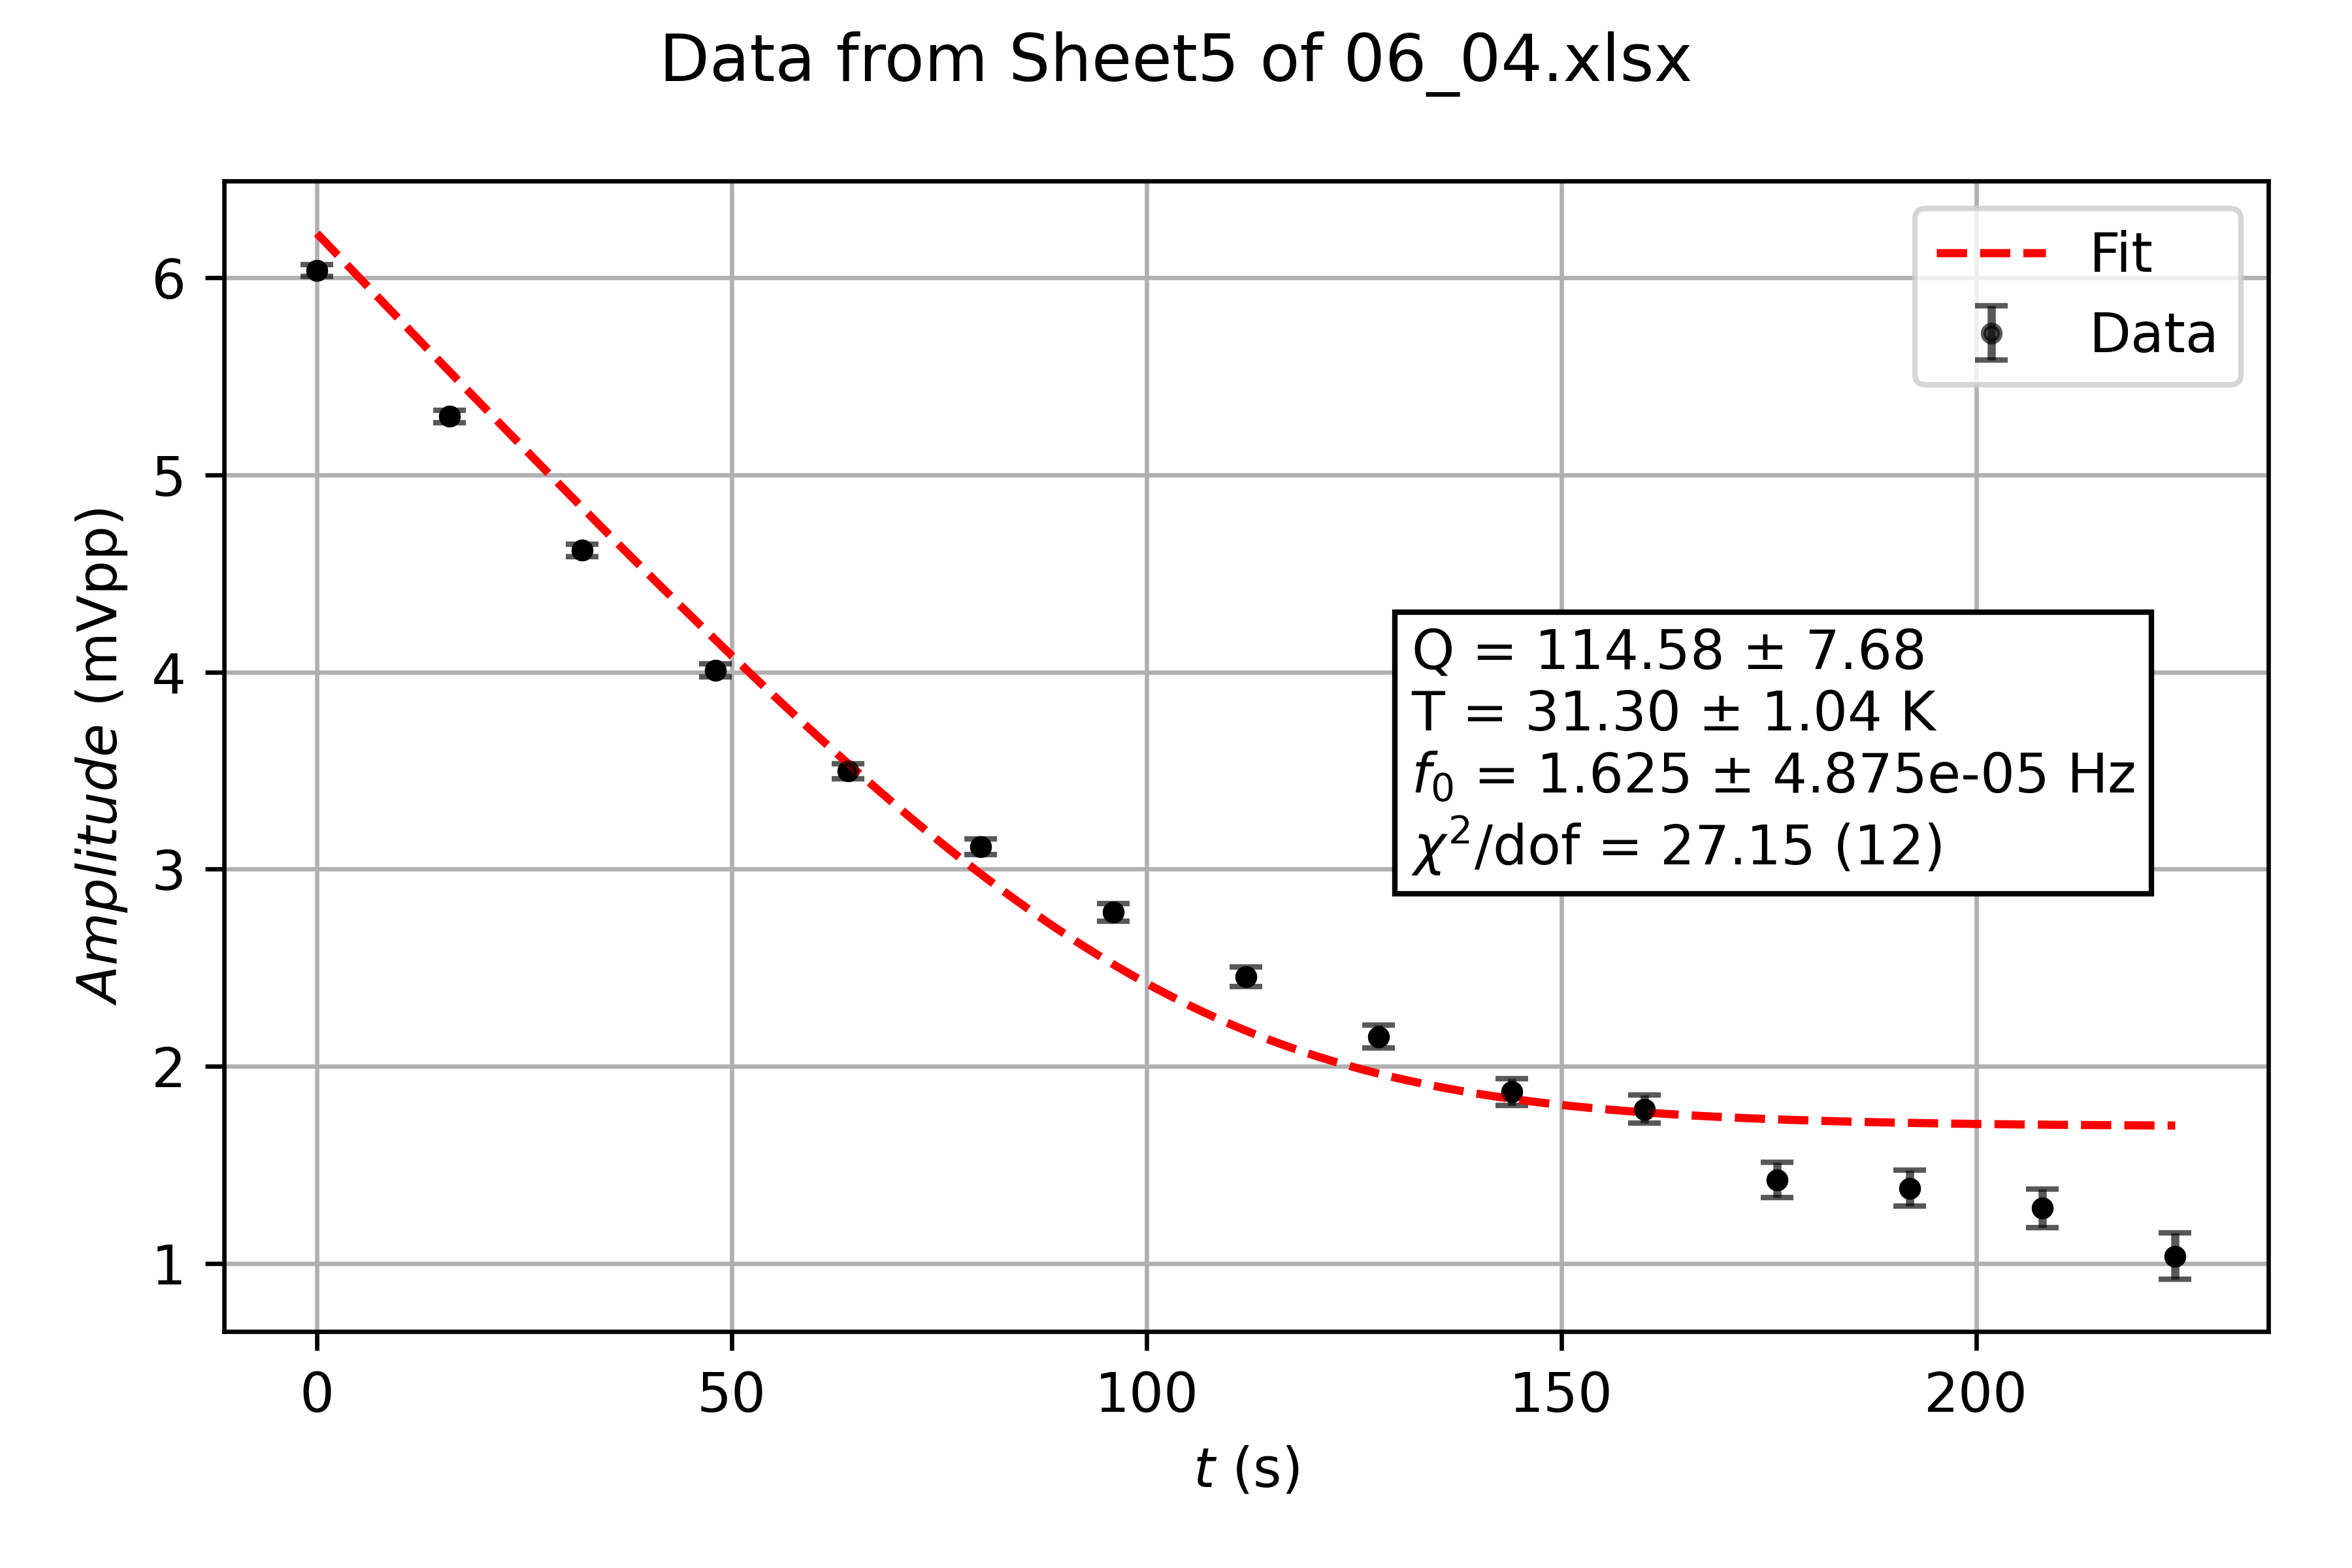 Data from Sheet5 of 06_04.xlsx
Fit
Data
Q = 114.58 ± 7.68
T = 31.30 ± 1.04 K
f₀ = 1.625 ± 4.875e-05 Hz
χ²/dof = 27.15 (12)
Amplitude (mVpp)
6
5
4
3
2
1
0 50 100 150 200
t (s)